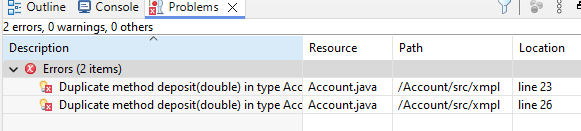 Outline Console Problems
2 errors, 0 warnings, 0 others
Description Resource Path Location
Errors (2 items)
Duplicate method deposit(double) in type Acc Account.java /Account/src/xmpl line 23
Duplicate method deposit(double) in type Acc Account.java /Account/src/xmpl line 26